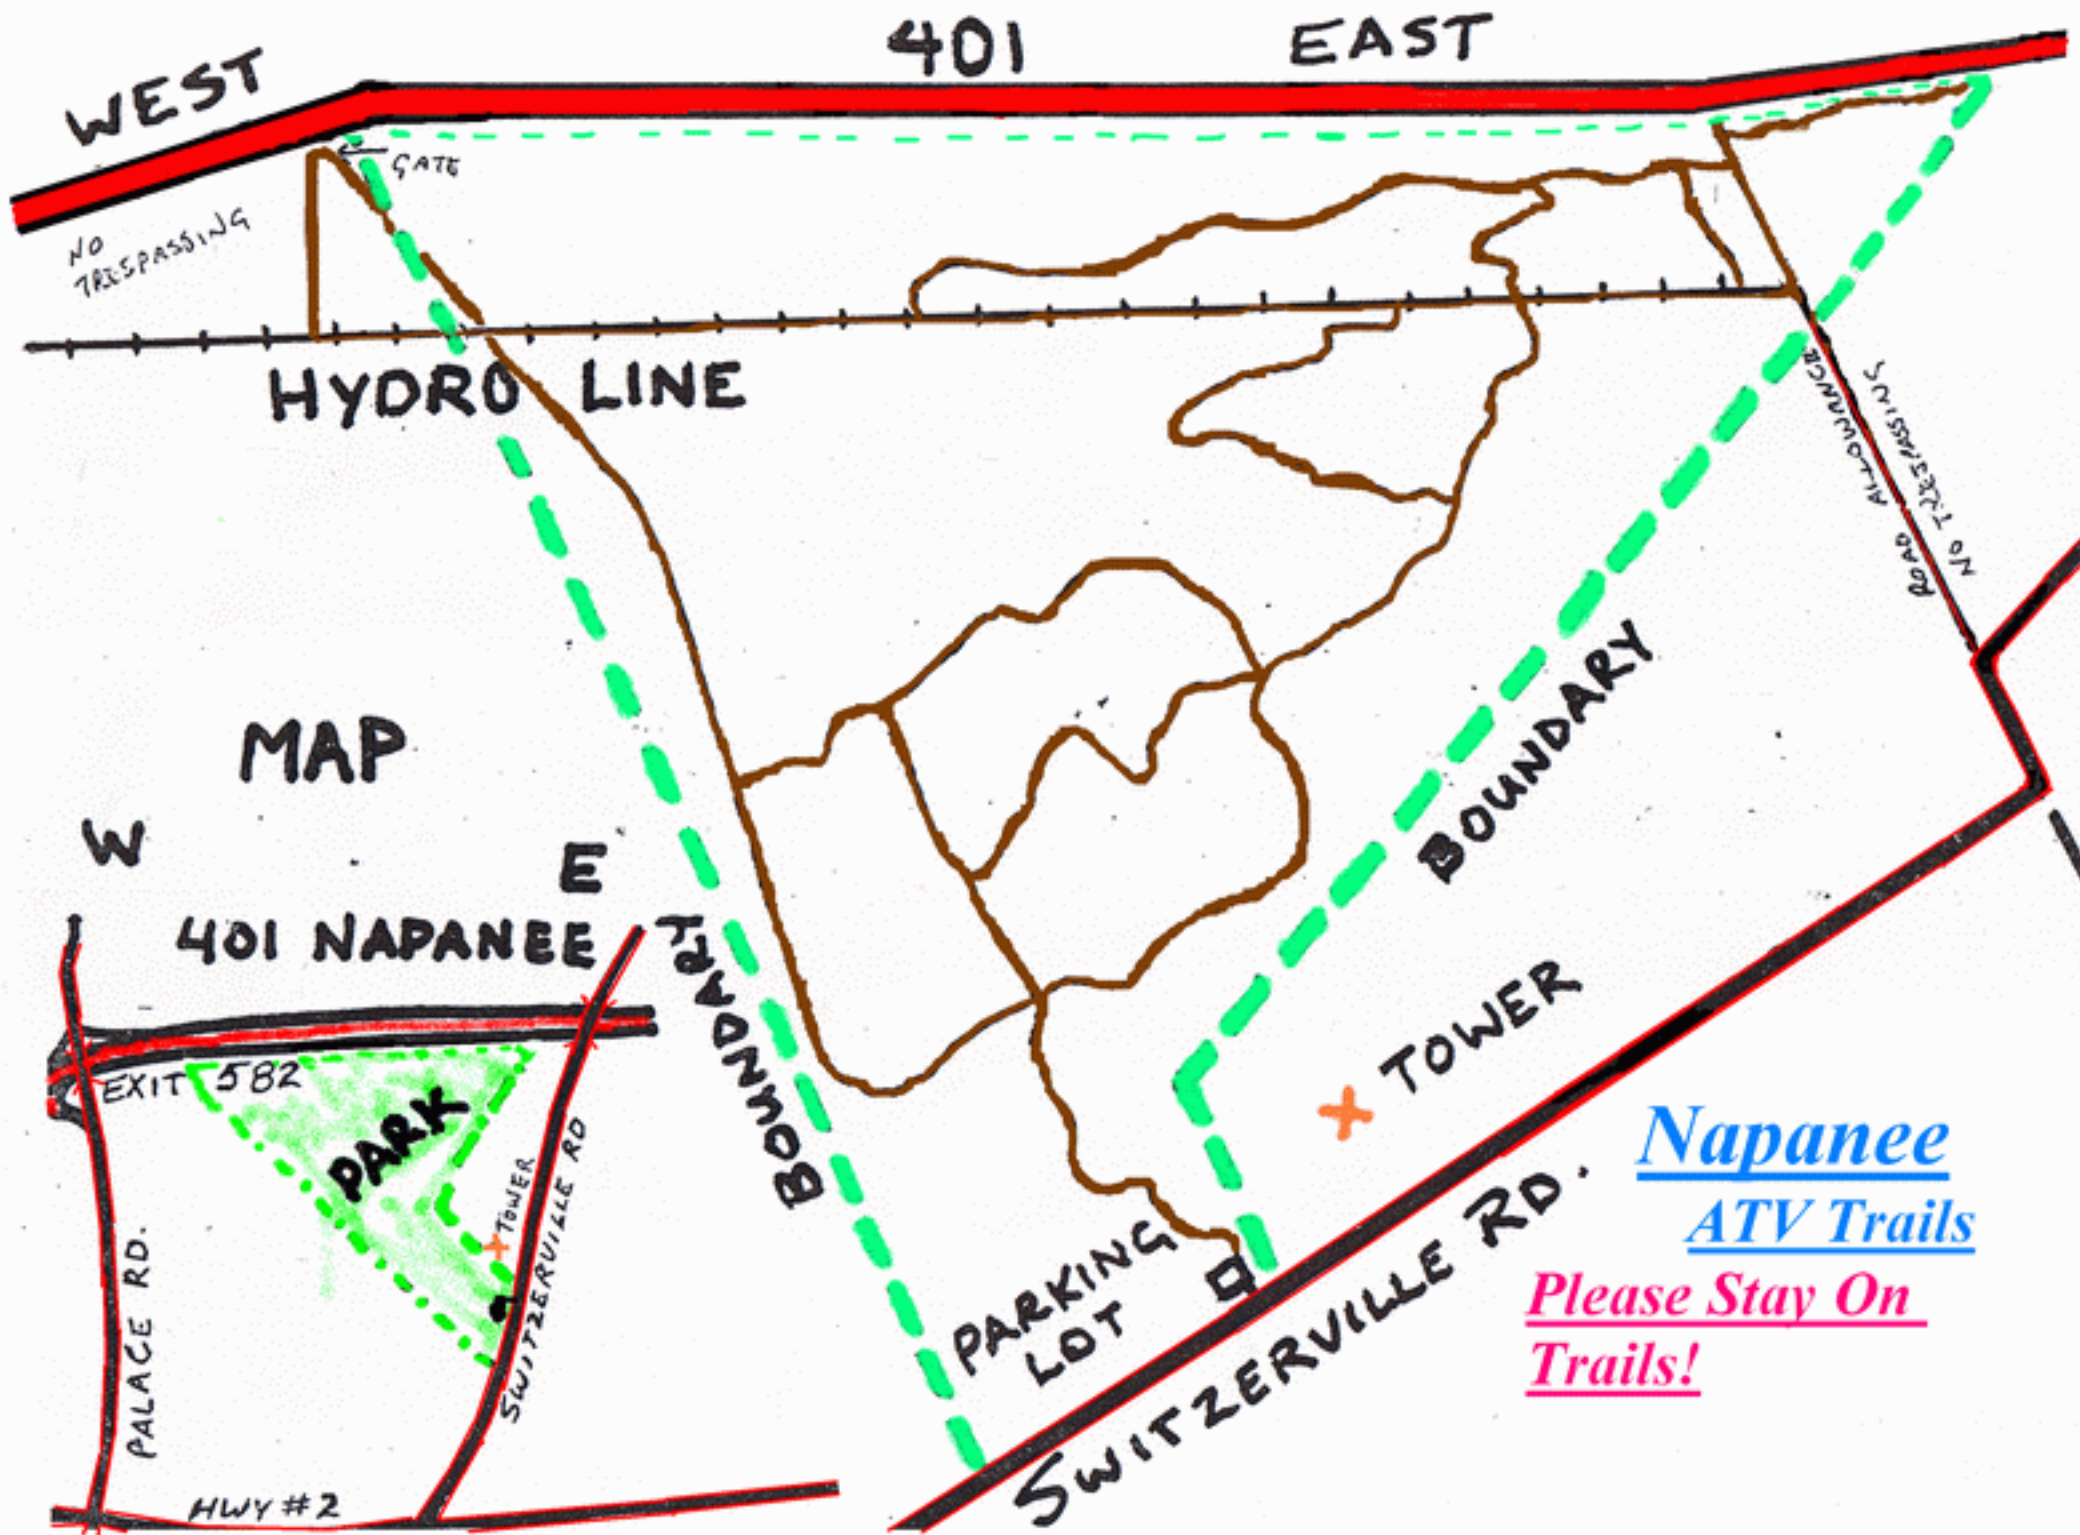 WEST
401
EAST
GATE
NO
TRESPASSING
HYDRO LINE
ROAD ALLOWANCE
NO TRESPASSING
MAP
BOUNDARY
BOUNDARY
W
E
401 NAPANEE
EXIT 582
PARK
TOWER
PALACE RD.
SWITZERVILLE RD
HWY #2
TOWER
PARKING
LOT
SWITZERVILLE RD.
Napanee
ATV Trails
Please Stay On
Trails!